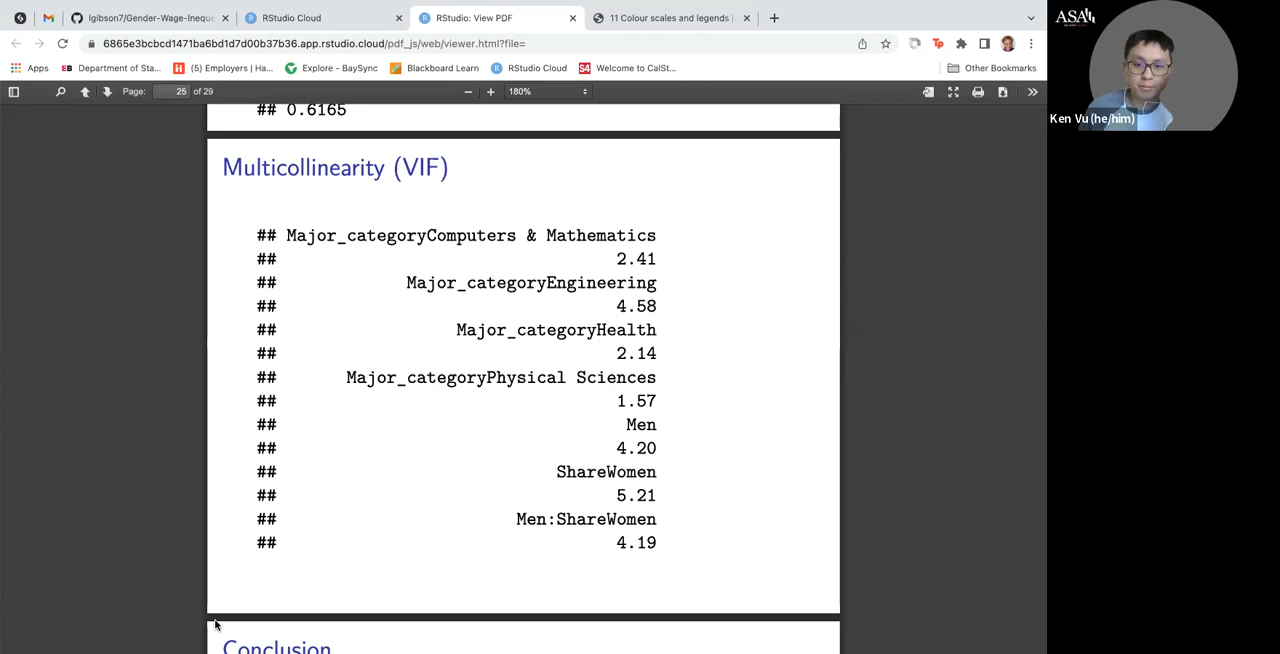 lgibson7/Gender-Wage-Inequ
RStudio Cloud
RStudio: View PDF
11 Colour scales and legends |
6865e3bcbcd1471ba6bd1d7d00b37b36.app.rstudio.cloud/pdf_js/web/viewer.html?file=
Apps
EB Department of Sta...
(5) Employers | Ha...
Explore - BaySync
Blackboard Learn
RStudio Cloud
S4 Welcome to CalSt...
Other Bookmarks
Page: 25 of 29
180%
ASA
Ken Vu (he/him)
## 0.6165
Multicollinearity (VIF)
## Major_categoryComputers & Mathematics
## 2.41
## Major_categoryEngineering
## 4.58
## Major_categoryHealth
## 2.14
## Major_categoryPhysical Sciences
## 1.57
## Men
## 4.20
## ShareWomen
## 5.21
## Men:ShareWomen
## 4.19
Conclusion